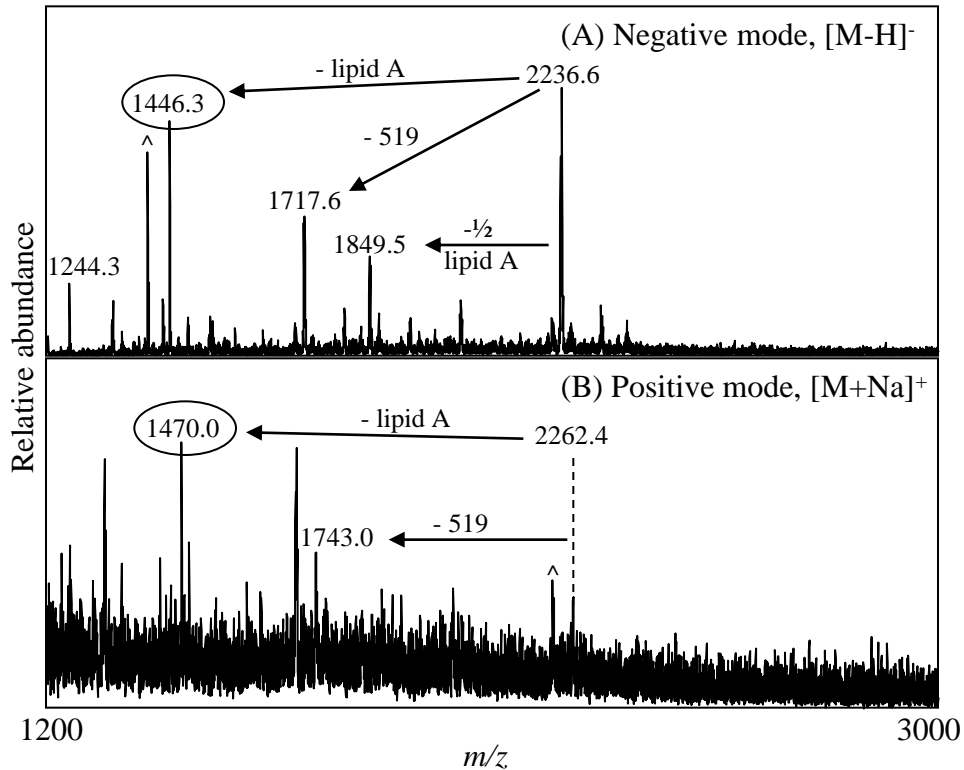 (A) Negative mode, [M-H]-
- lipid A
2236.6
1446.3
^
- 519
1717.6
-½
lipid A
1849.5
1244.3
Relative abundance
(B) Positive mode, [M+Na]+
- lipid A
1470.0
2262.4
- 519
1743.0
^
1200
3000
m/z